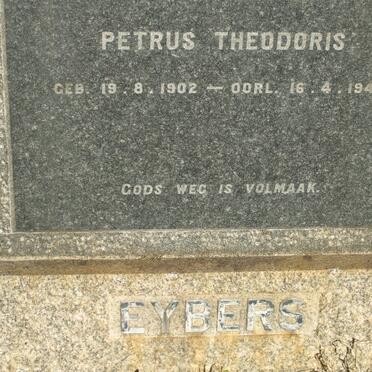 PETRUS THEODORIS
GEB. 19.8.1902 — OORL. 16.4.194
GODS WEG IS VOLMAAK.
EYBERS